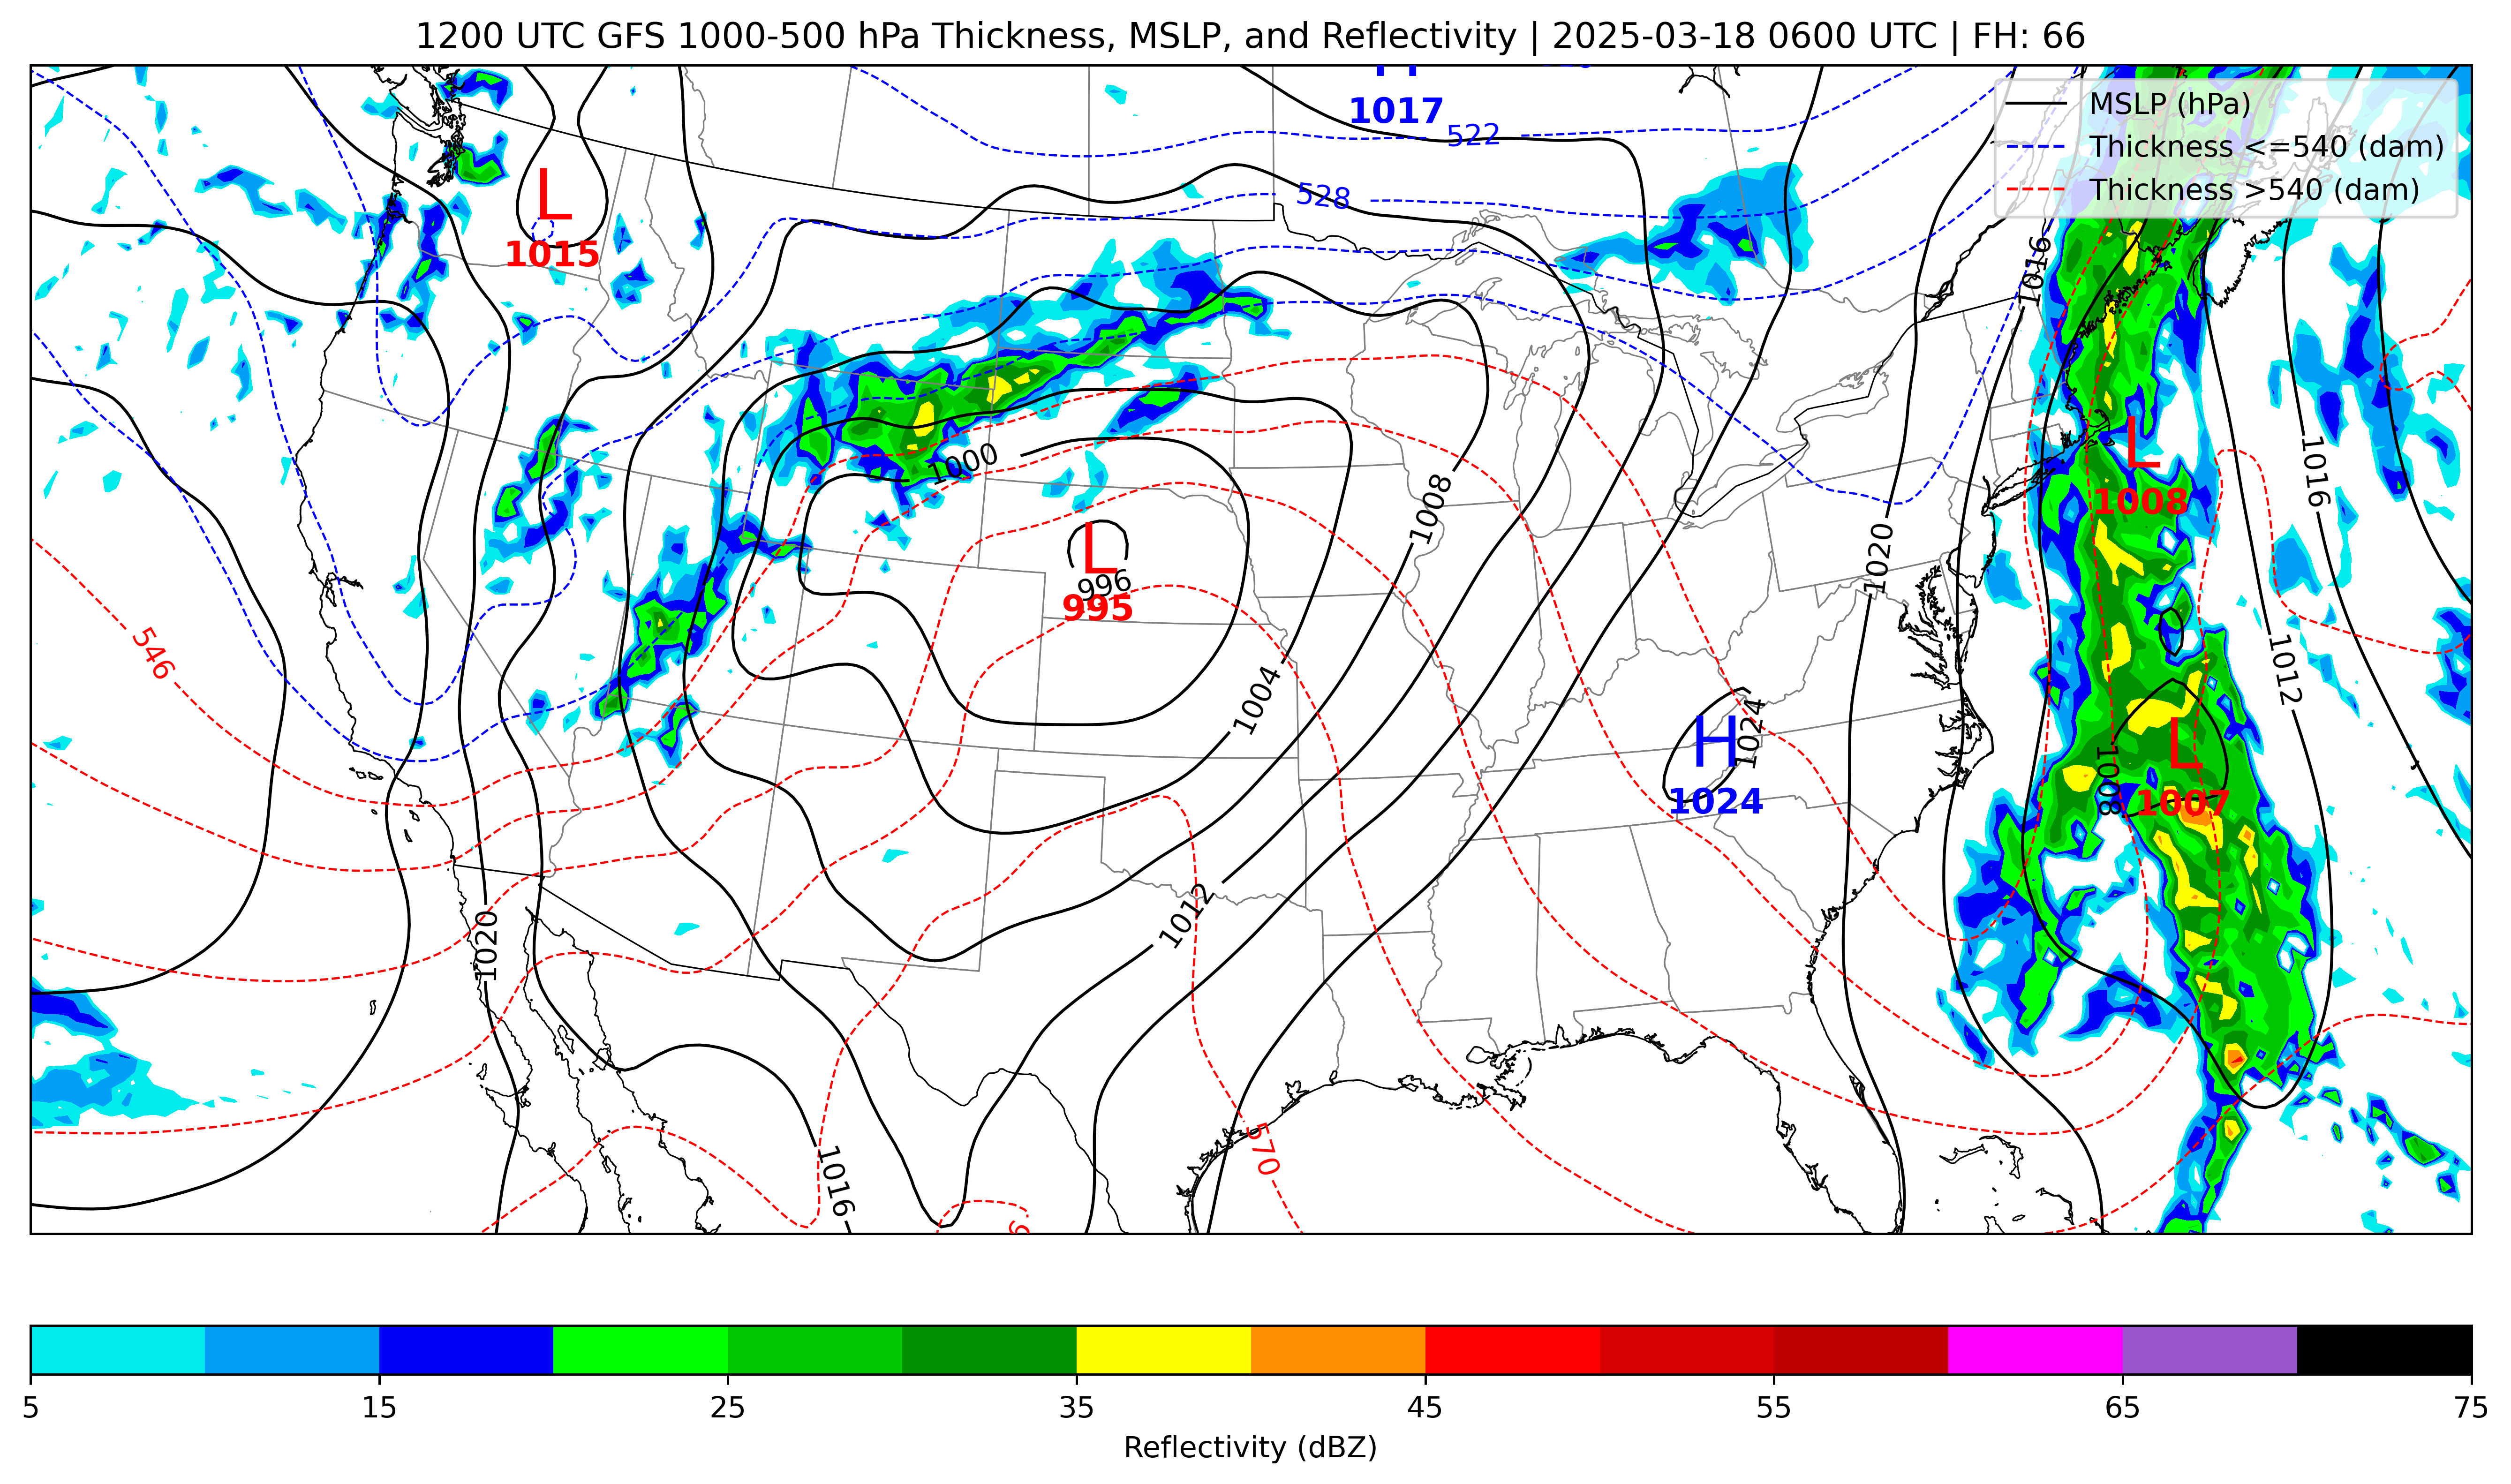 1200 UTC GFS 1000-500 hPa Thickness, MSLP, and Reflectivity | 2025-03-18 0600 UTC | FH: 66
H
1017
MSLP (hPa)
Thickness <=540 (dam)
Thickness >540 (dam)
522
528
L
1015
1016
L
1008
1016
1000
1008
L
996
995
1020
546
1004
1012
H
1024
1024
L
1008
1007
1012
1020
570
1016
5 15 25 35 45 55 65 75
Reflectivity (dBZ)